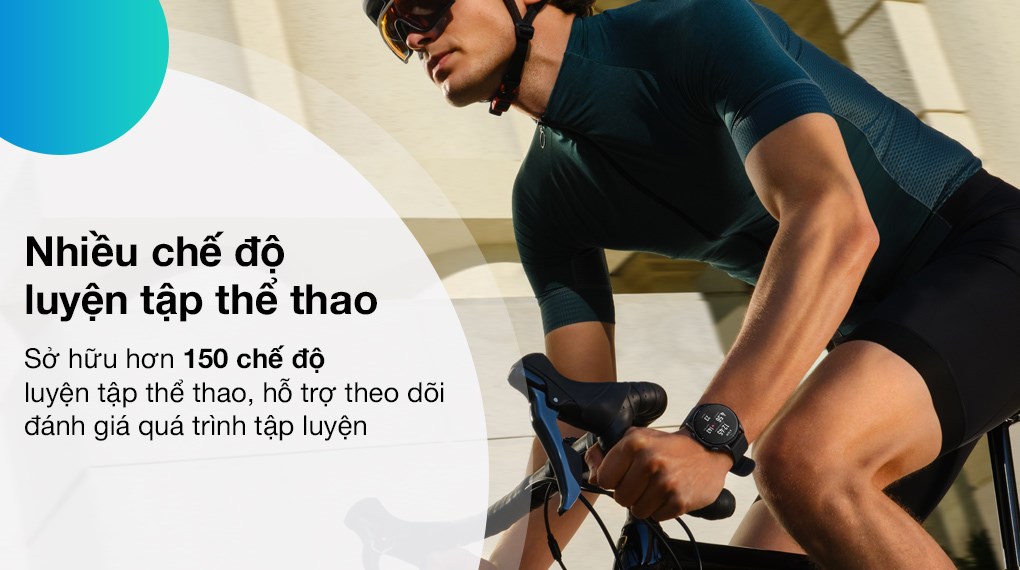 Nhiều chế độ
luyện tập thể thao
Sở hữu hơn 150 chế độ
luyện tập thể thao, hỗ trợ theo dõi
đánh giá quá trình tập luyện